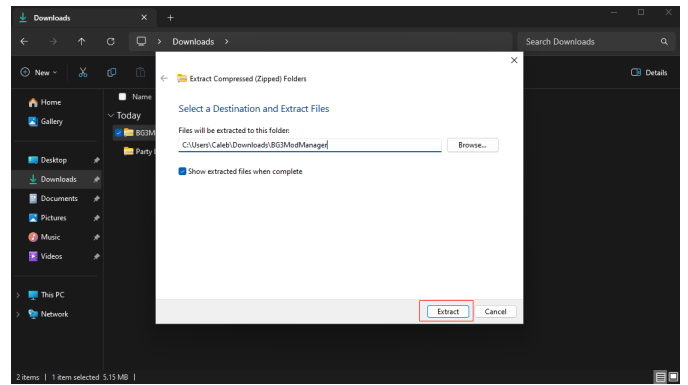 Downloads
Downloads
Search Downloads
New
Details
Extract Compressed (Zipped) Folders
Home
Gallery
Desktop
Downloads
Documents
Pictures
Music
Videos
This PC
Network
Name
Today
BG3M
Party
Select a Destination and Extract Files
Files will be extracted to this folder:
C:\Users\Caleb\Downloads\BG3ModManager
Browse...
Show extracted files when complete
Extract
Cancel
2 items
1 item selected 5.15 MB